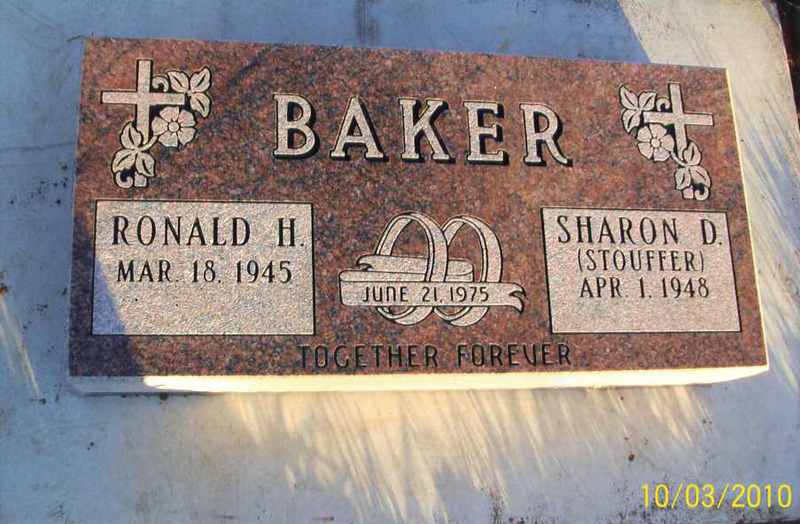 BAKER
RONALD H.
MAR. 18, 1945
JUNE 21, 1975
SHARON D.
(STOUFFER)
APR. 1, 1948
TOGETHER FOREVER
10/03/2010